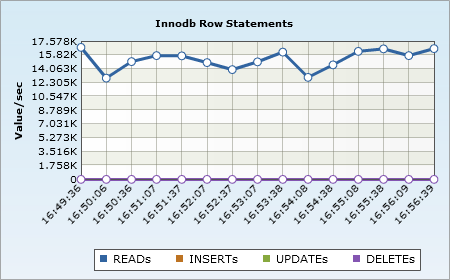 Innodb Row Statements
Value/sec
17.578K
15.82K
14.063K
12.305K
10.547K
8.789K
7.031K
5.273K
3.516K
1.758K
0
16:49:36
16:50:06
16:50:36
16:51:07
16:51:37
16:52:07
16:52:37
16:53:07
16:53:38
16:54:08
16:54:38
16:55:08
16:55:38
16:56:09
16:56:39
READs INSERTs UPDATEs DELETEs